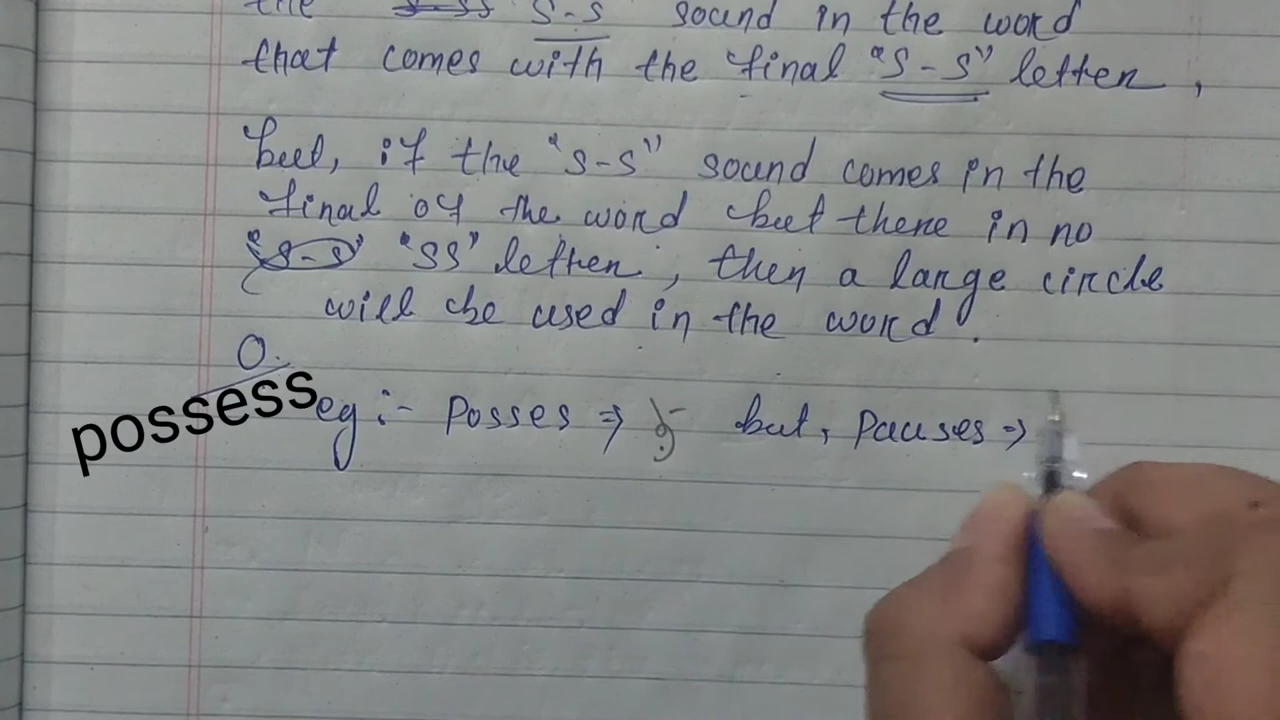 the s-ss s-s sound in the word
that comes with the final "s-s" letter,
but, if the "s-s" sound comes in the
final of the word but there in no
"s-s" "ss" letter, then a large circle
will be used in the word.
O.
possess
eg :- Posses ⇒ but, Pauses ⇒